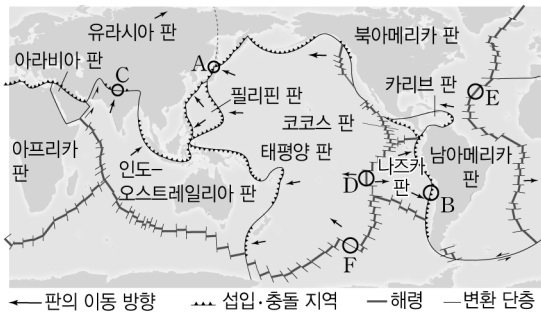 유라시아 판
북아메리카 판
아라비아 판
A
C
카리브 판
E
필리핀 판
코코스 판
아프리카
판
태평양 판
남아메리카
판
나즈카
판
인도–
오스트레일리아 판
D
B
F
판의 이동 방향
섭입·충돌 지역
해령
변환 단층